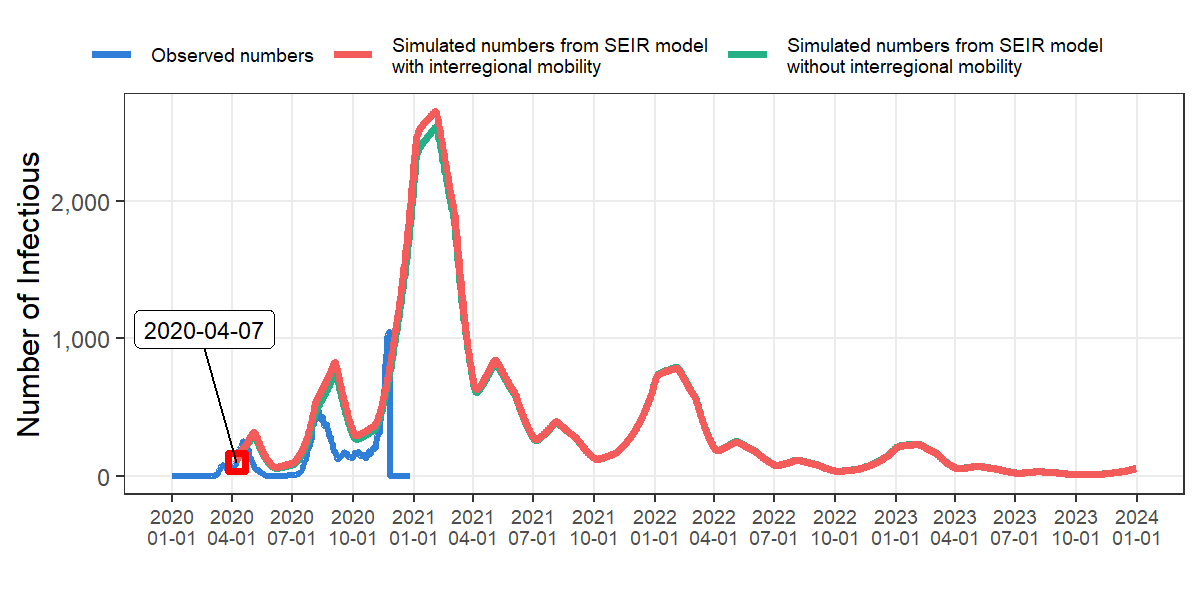 Observed numbers
Simulated numbers from SEIR model
with interregional mobility
Simulated numbers from SEIR model
without interregional mobility
Number of Infectious
2,000
1,000
0
2020-04-07
2020 2020 2020 2020 2021 2021 2021 2021 2022 2022 2022 2022 2023 2023 2023 2023 2024
01-01 04-01 07-01 10-01 01-01 04-01 07-01 10-01 01-01 04-01 07-01 10-01 01-01 04-01 07-01 10-01 01-01